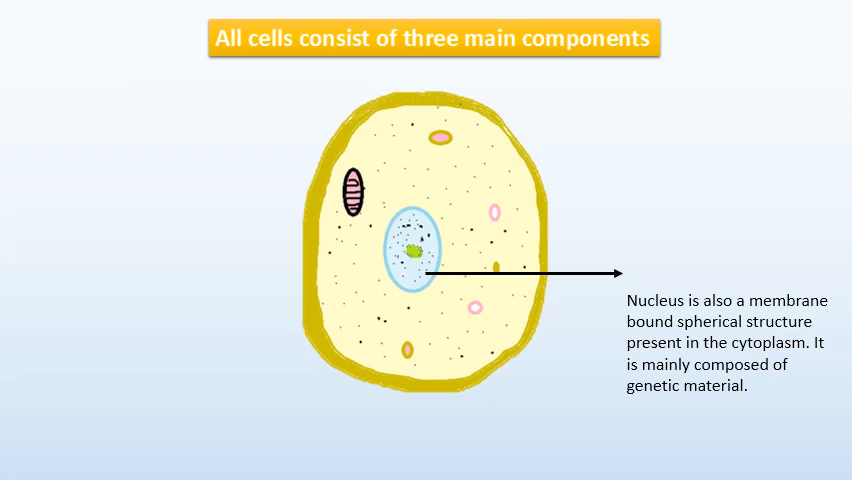 All cells consist of three main components
Nucleus is also a membrane
bound spherical structure
present in the cytoplasm. It
is mainly composed of
genetic material.